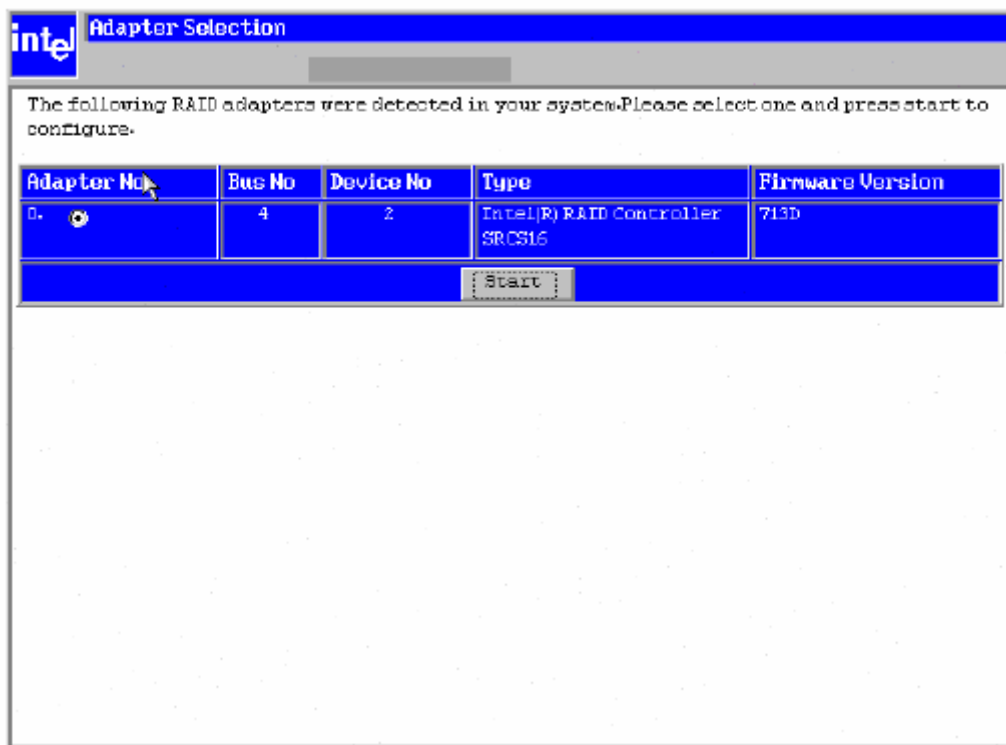 intel
Adapter Selection
The following RAID adapters were detected in your system.Please select one and press start to
configure.
Adapter No. Bus No Device No Type Firmware Version
0. 4 2 Intel(R) RAID Controller 713D
SRCS16
Start